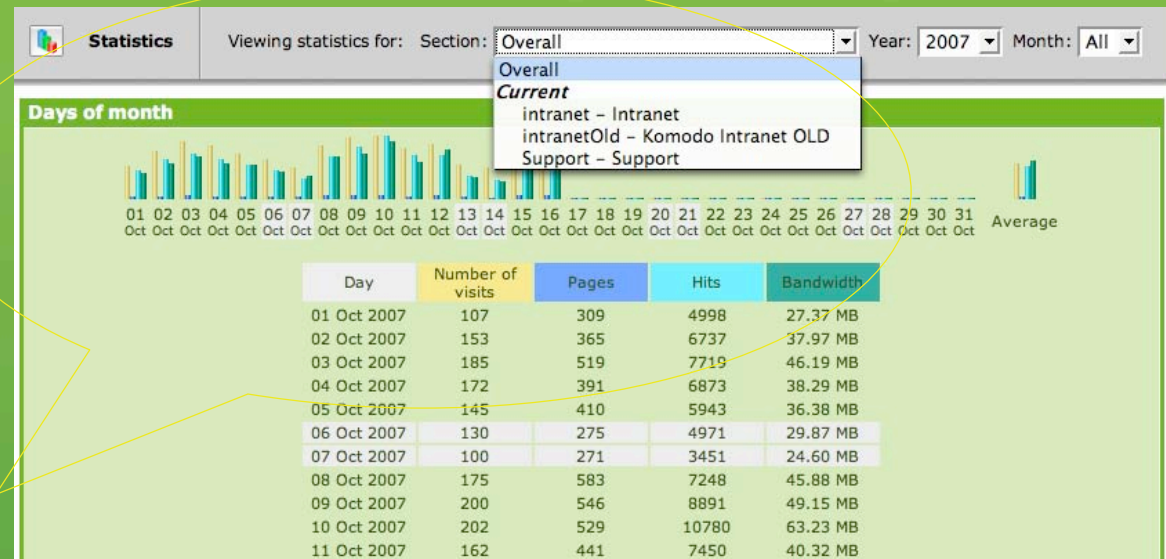 Statistics Viewing statistics for: Section: Overall Year: 2007 Month: All
Overall
Current
intranet – Intranet
intranetOld – Komodo Intranet OLD
Support – Support
Days of month
01 02 03 04 05 06 07 08 09 10 11 12 13 14 15 16 17 18 19 20 21 22 23 24 25 26 27 28 29 30 31
Oct Oct Oct Oct Oct Oct Oct Oct Oct Oct Oct Oct Oct Oct Oct Oct Oct Oct Oct Oct Oct Oct Oct Oct Oct Oct Oct Oct Oct Oct Oct Average
Day Number of visits Pages Hits Bandwidth
01 Oct 2007 107 309 4998 27.37 MB
02 Oct 2007 153 365 6737 37.97 MB
03 Oct 2007 185 519 7719 46.19 MB
04 Oct 2007 172 391 6873 38.29 MB
05 Oct 2007 145 410 5943 36.38 MB
06 Oct 2007 130 275 4971 29.87 MB
07 Oct 2007 100 271 3451 24.60 MB
08 Oct 2007 175 583 7248 45.88 MB
09 Oct 2007 200 546 8891 49.15 MB
10 Oct 2007 202 529 10780 63.23 MB
11 Oct 2007 162 441 7450 40.32 MB